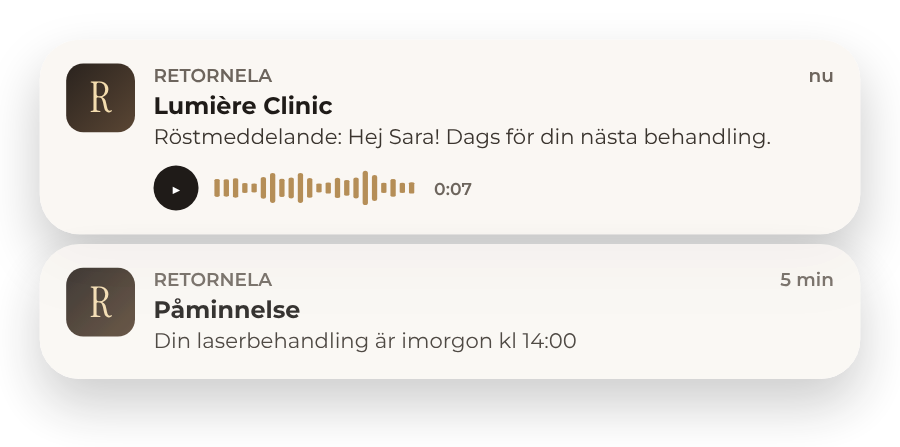 R
RETORNELA
nu
Lumière Clinic
Röstmeddelande: Hej Sara! Dags för din nästa behandling.
0:07
R
RETORNELA
5 min
Påminnelse
Din laserbehandling är imorgon kl 14:00